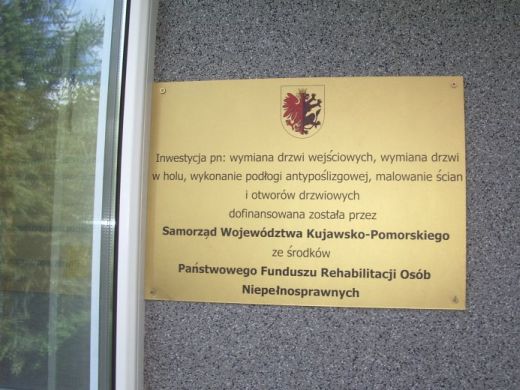 Inwestycja pn: wymiana drzwi wejściowych, wymiana drzwi
w holu, wykonanie podłogi antypoślizgowej, malowanie ścian
i otworów drzwiowych
dofinansowana została przez
Samorząd Województwa Kujawsko-Pomorskiego
ze środków
Państwowego Funduszu Rehabilitacji Osób
Niepełnosprawnych